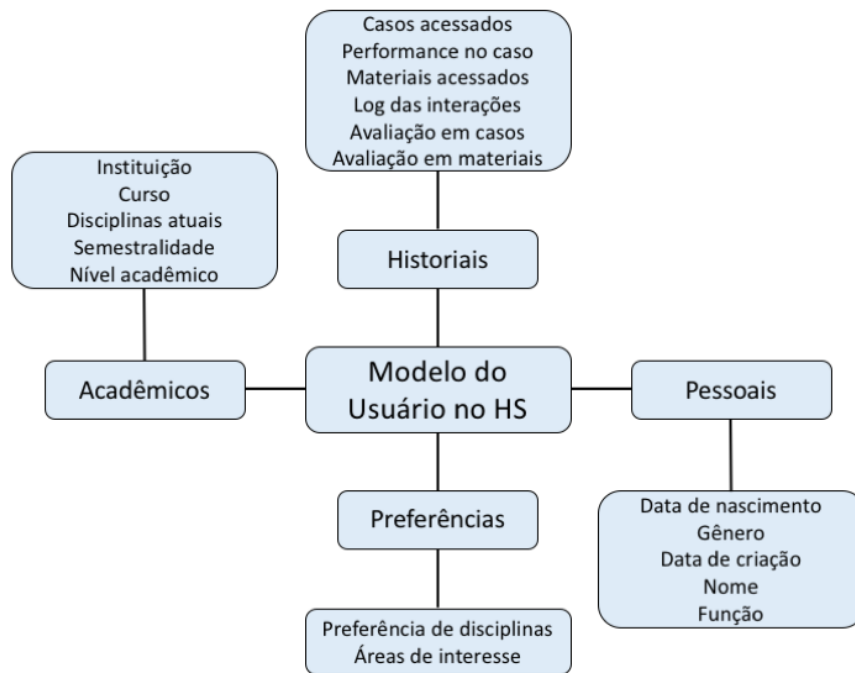 Casos acessados
Performance no caso
Materiais acessados
Log das interações
Avaliação em casos
Avaliação em materiais
Instituição
Curso
Disciplinas atuais
Semestralidade
Nível acadêmico
Historiais
Acadêmicos
Modelo do
Usuário no HS
Pessoais
Preferências
Data de nascimento
Gênero
Data de criação
Nome
Função
Preferência de disciplinas
Áreas de interesse